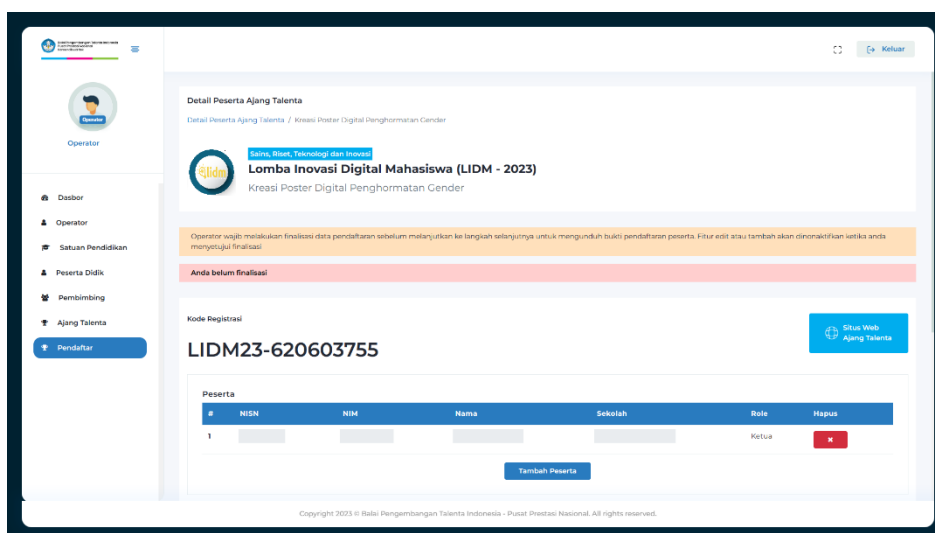 Keluar
Operator
Operator
Dasbor
Operator
Satuan Pendidikan
Peserta Didik
Pembimbing
Ajang Talenta
Pendaftar
Detail Peserta Ajang Talenta
Detail Peserta Ajang Talenta / Kreasi Poster Digital Penghormatan Gender
lidm
Sains, Riset, Teknologi dan Inovasi
Lomba Inovasi Digital Mahasiswa (LIDM - 2023)
Kreasi Poster Digital Penghormatan Gender
Operator wajib melakukan finalisasi data pendaftaran sebelum melanjutkan ke langkah selanjutnya untuk mengunduh bukti pendaftaran peserta. Fitur edit atau tambah akan dinonaktifkan ketika anda
menyetujui finalisasi
Anda belum finalisasi
Kode Registrasi
LIDM23-620603755
Situs Web
Ajang Talenta
Peserta
# NISN NIM Nama Sekolah Role Hapus
1 Ketua
Tambah Peserta
Copyright 2023 © Balai Pengembangan Talenta Indonesia - Pusat Prestasi Nasional. All rights reserved.